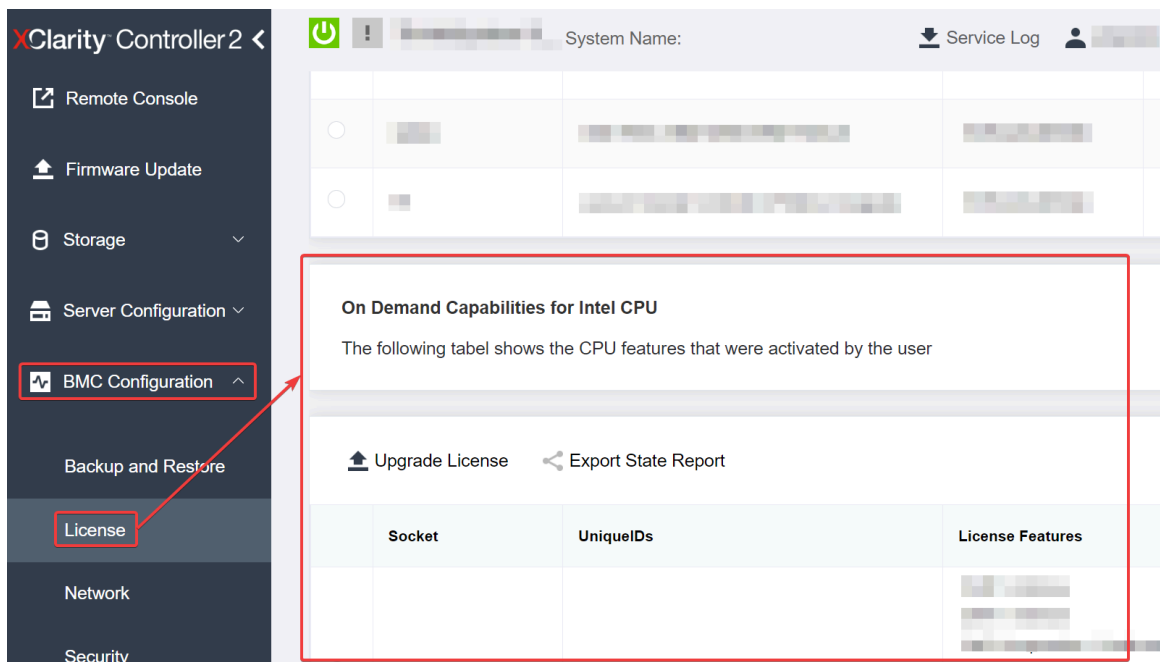 XClarity Controller 2
Remote Console
Firmware Update
Storage
Server Configuration
BMC Configuration
Backup and Restore
License
Network
Security
System Name:
Service Log
On Demand Capabilities for Intel CPU
The following tabel shows the CPU features that were activated by the user
Upgrade License Export State Report
Socket UniqueIDs License Features